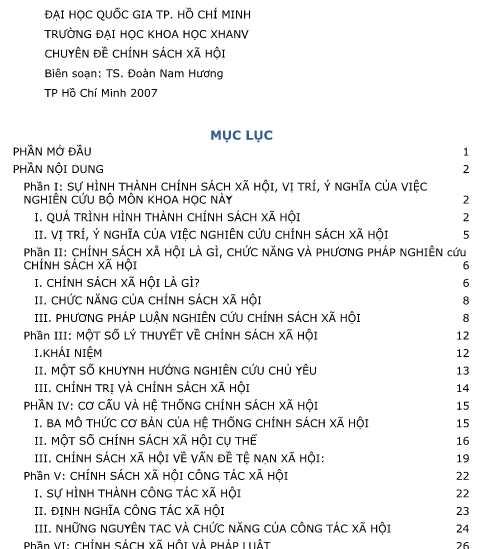 ĐẠI HỌC QUỐC GIA TP. HỒ CHÍ MINH
TRƯỜNG ĐẠI HỌC KHOA HỌC XHANV
CHUYÊN ĐỀ CHÍNH SÁCH XÃ HỘI
Biên soạn: TS. Đoàn Nam Hương
TP Hồ Chí Minh 2007
MỤC LỤC
PHẦN MỞ ĐẦU 1
PHẦN NỘI DUNG 2
Phần I: SỰ HÌNH THÀNH CHÍNH SÁCH XÃ HỘI, VỊ TRÍ, Ý NGHĨA CỦA VIỆC
NGHIÊN CỨU BỘ MÔN KHOA HỌC NÀY 2
I. QUÁ TRÌNH HÌNH THÀNH CHÍNH SÁCH XÃ HỘI 2
II. VỊ TRÍ, Ý NGHĨA CỦA VIỆC NGHIÊN CỨU CHÍNH SÁCH XÃ HỘI 5
Phần II: CHÍNH SÁCH XÃ HỘI LÀ GÌ, CHỨC NĂNG VÀ PHƯƠNG PHÁP NGHIÊN cứu
CHÍNH SÁCH XÃ HỘI 6
I. CHÍNH SÁCH XÃ HỘI LÀ GÌ? 6
II. CHỨC NĂNG CỦA CHÍNH SÁCH XÃ HỘI 8
III. PHƯƠNG PHÁP LUẬN NGHIÊN CỨU CHÍNH SÁCH XÃ HỘI 8
Phần III: MỘT SỐ LÝ THUYẾT VỀ CHÍNH SÁCH XÃ HỘI 12
I.KHÁI NIỆM 12
II. MỘT SỐ KHUYNH HƯỚNG NGHIÊN CỨU CHỦ YÊU 13
III. CHÍNH TRỊ VÀ CHÍNH SÁCH XÃ HỘI 14
PHẦN IV: CƠ CẤU VÀ HỆ THỐNG CHÍNH SÁCH XÃ HỘI 15
I. BA MÔ THỨC CƠ BẢN CỦA HỆ THỐNG CHÍNH SÁCH XÃ HỘI 15
II. MỘT SỐ CHÍNH SÁCH XÃ HỘI CỤ THỂ 16
III. CHÍNH SÁCH XÃ HỘI VỀ VẤN ĐỀ TỆ NẠN XÃ HỘI: 19
Phần V: CHÍNH SÁCH XÃ HỘI CÔNG TÁC XÃ HỘI 22
I. SỰ HÌNH THÀNH CÔNG TÁC XÃ HỘI 22
II. ĐỊNH NGHĨA CÔNG TÁC XÃ HỘI 23
III. NHỮNG NGUYÊN TAC VÀ CHỨC NĂNG CỦA CÔNG TÁC XÃ HỘI 24
Phần VI: CHÍNH SÁCH XÃ HỘI VÀ PHÁP LUẬT 26